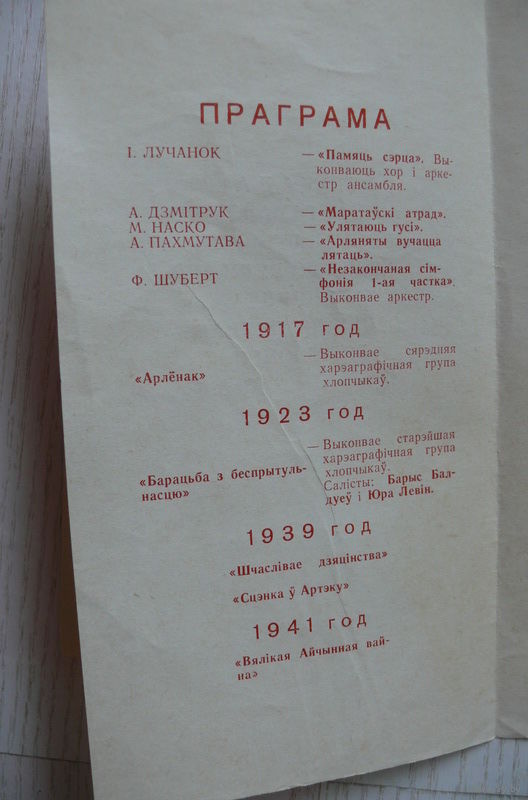 ПРАГРАМА
І. ЛУЧАНОК — «Памяць сэрца». Вы-
конваюць хор і арке-
стр ансамбля.
А. ДЗМІТРУК — «Маратаўскі атрад».
М. НАСКО — «Улятаюць гусі».
А. ПАХМУТАВА — «Арляняты вучацца
лятаць».
Ф. ШУБЕРТ — «Незакончаная сім-
фонія 1-ая частка».
Выконвае аркестр.
1917 год
«Арлёнак» — Выконвае сярэдняя
харэаграфічная група
хлопчыкаў.
1923 год
«Барацьба з беспрытуль-
насцю» — Выконвае старэйшая
харэаграфічная група
хлопчыкаў.
Салісты: Барыс Бал-
дуеў і Юра Левін.
1939 год
«Шчаслівае дзяцінства»
«Сцэнка ў Артэку»
1941 год
«Вялікая Айчынная вай-
на»